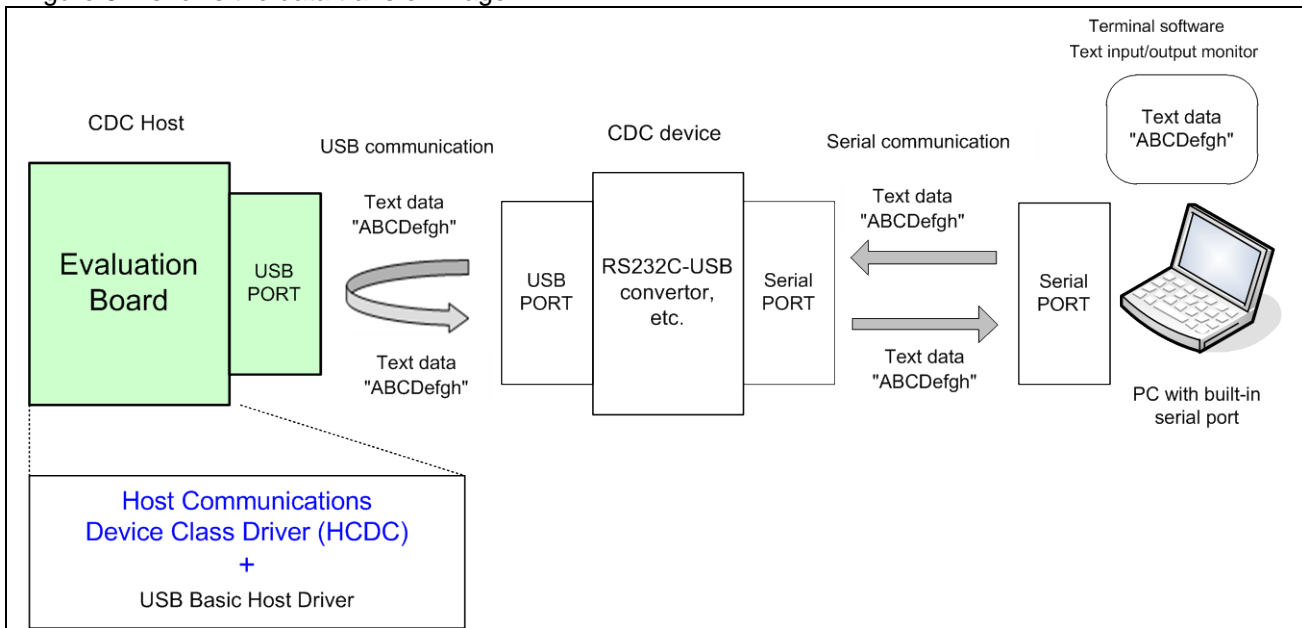 Terminal software
Text input/output monitor
Text data
"ABCDefgh"
CDC Host
USB communication
CDC device
Serial communication
Text data
"ABCDefgh"
Text data
"ABCDefgh"
Evaluation
Board
USB
PORT
USB
PORT
RS232C-USB
convertor,
etc.
Serial
PORT
Serial
PORT
Text data
"ABCDefgh"
Text data
"ABCDefgh"
PC with built-in
serial port
Host Communications
Device Class Driver (HCDC)
+
USB Basic Host Driver